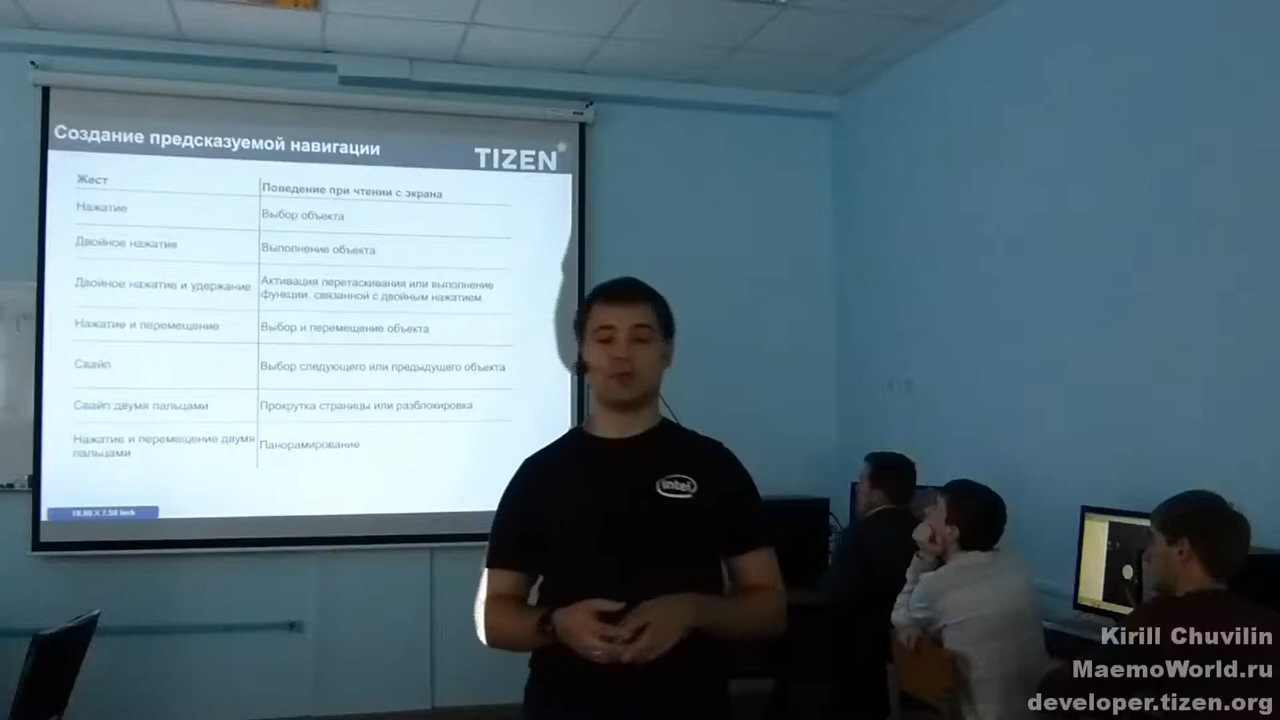 Создание предсказуемой навигации
TIZEN
Жест
Поведение при чтении с экрана
Нажатие
Выбор объекта
Двойное нажатие
Выполнение объекта
Двойное нажатие и удержание
Активация перетаскивания или выполнение
функции, связанной с двойным нажатием
Нажатие и перемещение
Выбор и перемещение объекта
Свайп
Выбор следующего или предыдущего объекта
Свайп двумя пальцами
Прокрутка страницы или разблокировка
Нажатие и перемещение двумя
пальцами
Панорамирование
intel
Kirill Chuvilin
MaemoWorld.ru
developer.tizen.org